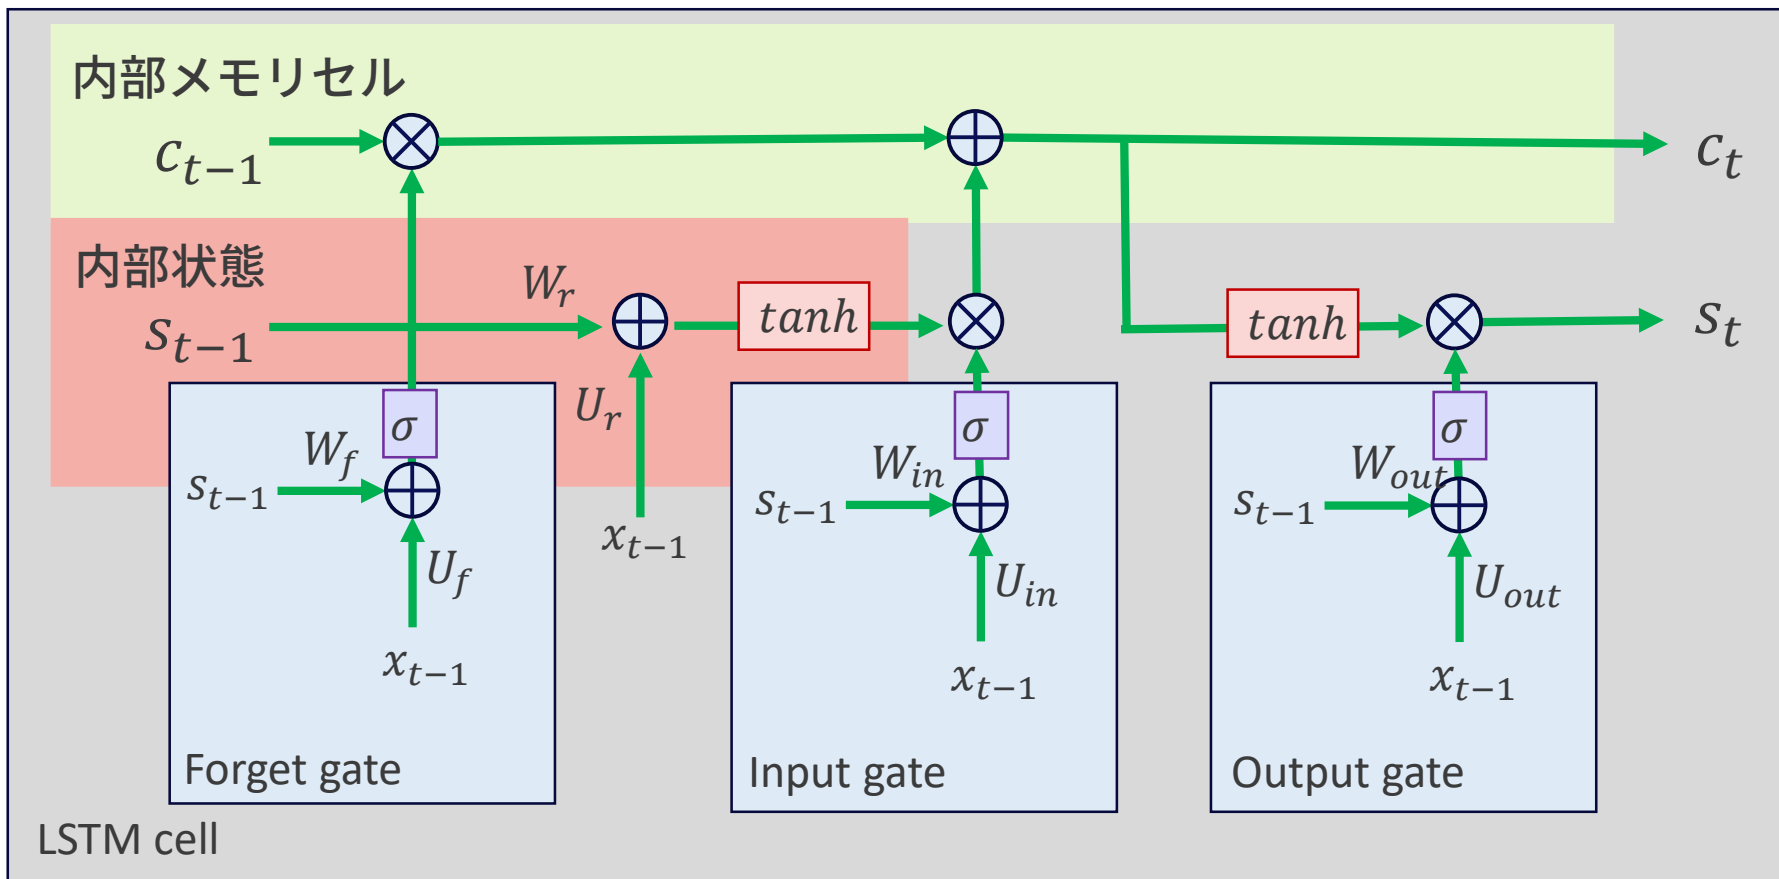 内部メモリセル
c_{t-1}
c_t
内部状態
W_r
s_{t-1}
tanh
tanh
s_t
U_r
σ
σ
σ
W_f
W_{in}
W_{out}
s_{t-1}
s_{t-1}
s_{t-1}
x_{t-1}
U_f
U_{in}
U_{out}
x_{t-1}
x_{t-1}
x_{t-1}
Forget gate
Input gate
Output gate
LSTM cell